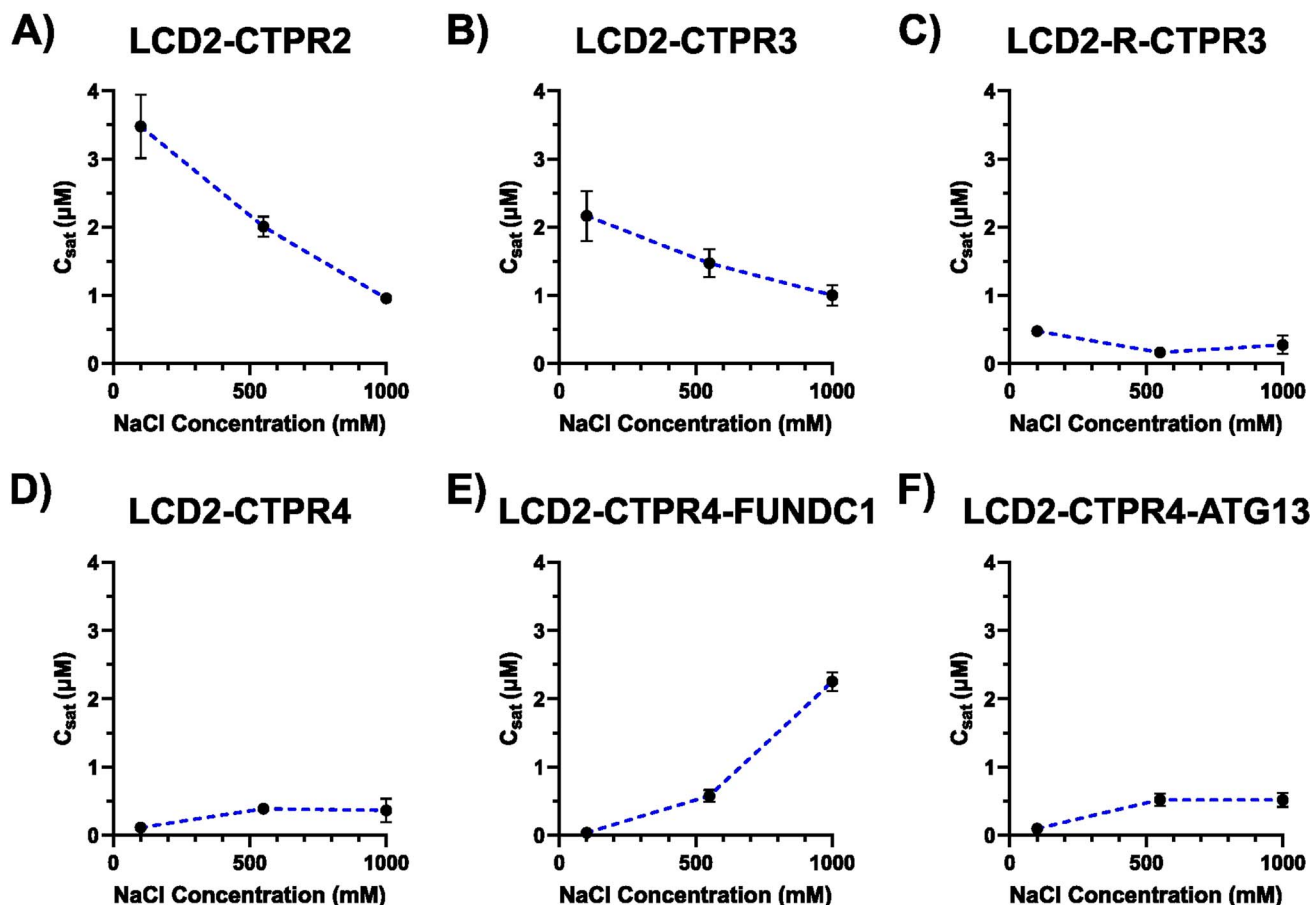 A) LCD2-CTPR2
B) LCD2-CTPR3
C) LCD2-R-CTPR3
4
3
2
1
0
Csat (µM)
0 500 1000
NaCl Concentration (mM)
4
3
2
1
0
Csat (µM)
0 500 1000
NaCl Concentration (mM)
4
3
2
1
0
Csat (µM)
0 500 1000
NaCl Concentration (mM)
D) LCD2-CTPR4
E) LCD2-CTPR4-FUNDC1
F) LCD2-CTPR4-ATG13
4
3
2
1
0
Csat (µM)
0 500 1000
NaCl Concentration (mM)
4
3
2
1
0
Csat (µM)
0 500 1000
NaCl Concentration (mM)
4
3
2
1
0
Csat (µM)
0 500 1000
NaCl Concentration (mM)